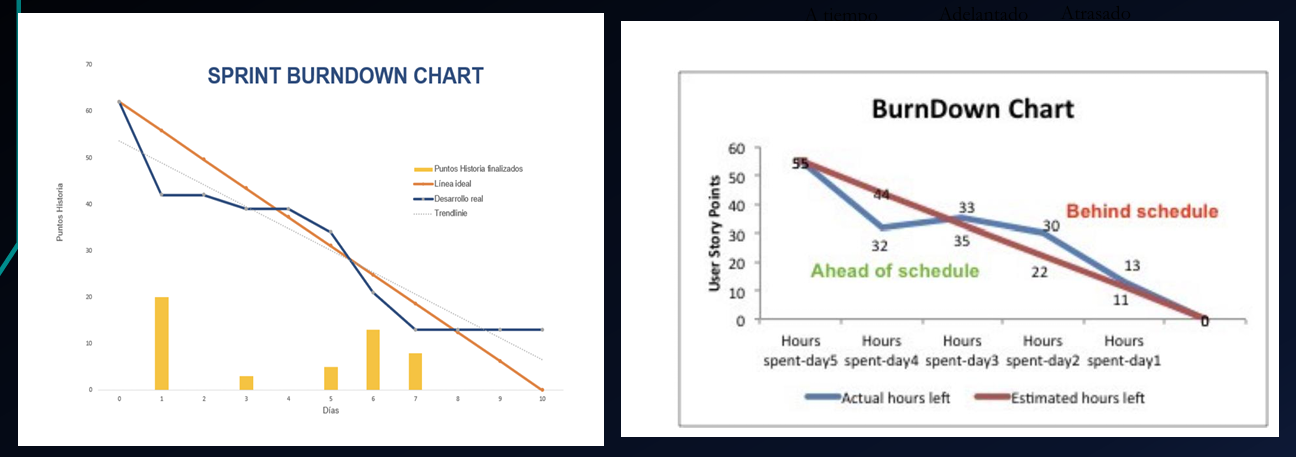 A tiempo Adelantado Atrasado
SPRINT BURNDOWN CHART
70
60
50
40
30
20
10
0
Puntos Historia
Puntos Historia finalizados
Línea ideal
Desarrollo real
Trendlinie
0 1 2 3 4 5 6 7 8 9 10
Días
BurnDown Chart
60
50
40
30
20
10
0
User Story Points
55
44
33
30
32
35
22
13
11
0
Behind schedule
Ahead of schedule
Hours Hours Hours Hours Hours
spent-day5 spent-day4 spent-day3 spent-day2 spent-day1
Actual hours left Estimated hours left